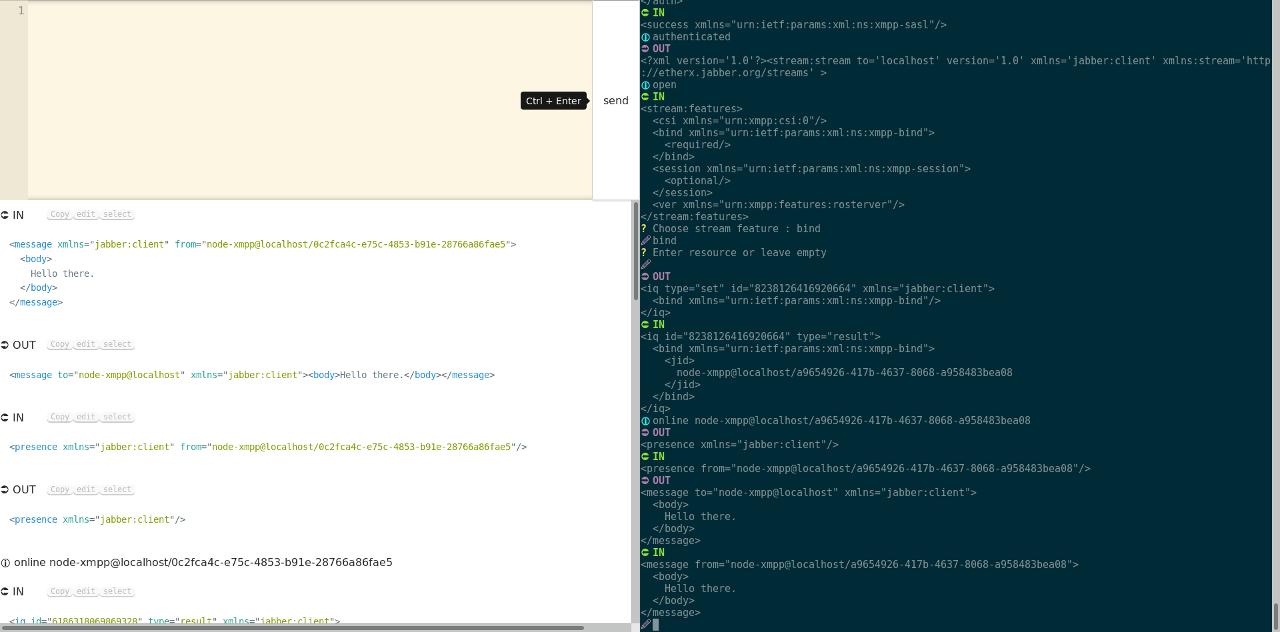 1
Ctrl + Enter
send
IN
Copy edit select
<message xmlns="jabber:client" from="node-xmpp@localhost/0c2fca4c-e75c-4853-b91e-28766a86fae5">
<body>
Hello there.
</body>
</message>
OUT
Copy edit select
<message to="node-xmpp@localhost" xmlns="jabber:client"><body>Hello there.</body></message>
IN
Copy edit select
<presence xmlns="jabber:client" from="node-xmpp@localhost/0c2fca4c-e75c-4853-b91e-28766a86fae5"/>
OUT
Copy edit select
<presence xmlns="jabber:client"/>
online node-xmpp@localhost/0c2fca4c-e75c-4853-b91e-28766a86fae5
IN
Copy edit select
<iq id="6186318069869328" type="result" xmlns="jabber:client">
</auth>
IN
<success xmlns="urn:ietf:params:xml:ns:xmpp-sasl"/>
authenticated
OUT
<?xml version='1.0'?><stream:stream to='localhost' version='1.0' xmlns='jabber:client' xmlns:stream='http
://etherx.jabber.org/streams' >
open
IN
<stream:features>
<csi xmlns="urn:xmpp:csi:0"/>
<bind xmlns="urn:ietf:params:xml:ns:xmpp-bind">
<required/>
</bind>
<session xmlns="urn:ietf:params:xml:ns:xmpp-session">
<optional/>
</session>
<ver xmlns="urn:xmpp:features:rosterver"/>
</stream:features>
? Choose stream feature : bind
bind
? Enter resource or leave empty
OUT
<iq type="set" id="8238126416920664" xmlns="jabber:client">
<bind xmlns="urn:ietf:params:xml:ns:xmpp-bind"/>
</iq>
IN
<iq id="8238126416920664" type="result">
<bind xmlns="urn:ietf:params:xml:ns:xmpp-bind">
<jid>
node-xmpp@localhost/a9654926-417b-4637-8068-a958483bea08
</jid>
</bind>
</iq>
online node-xmpp@localhost/a9654926-417b-4637-8068-a958483bea08
OUT
<presence xmlns="jabber:client"/>
IN
<presence from="node-xmpp@localhost/a9654926-417b-4637-8068-a958483bea08"/>
OUT
<message to="node-xmpp@localhost" xmlns="jabber:client">
<body>
Hello there.
</body>
</message>
IN
<message from="node-xmpp@localhost/a9654926-417b-4637-8068-a958483bea08">
<body>
Hello there.
</body>
</message>